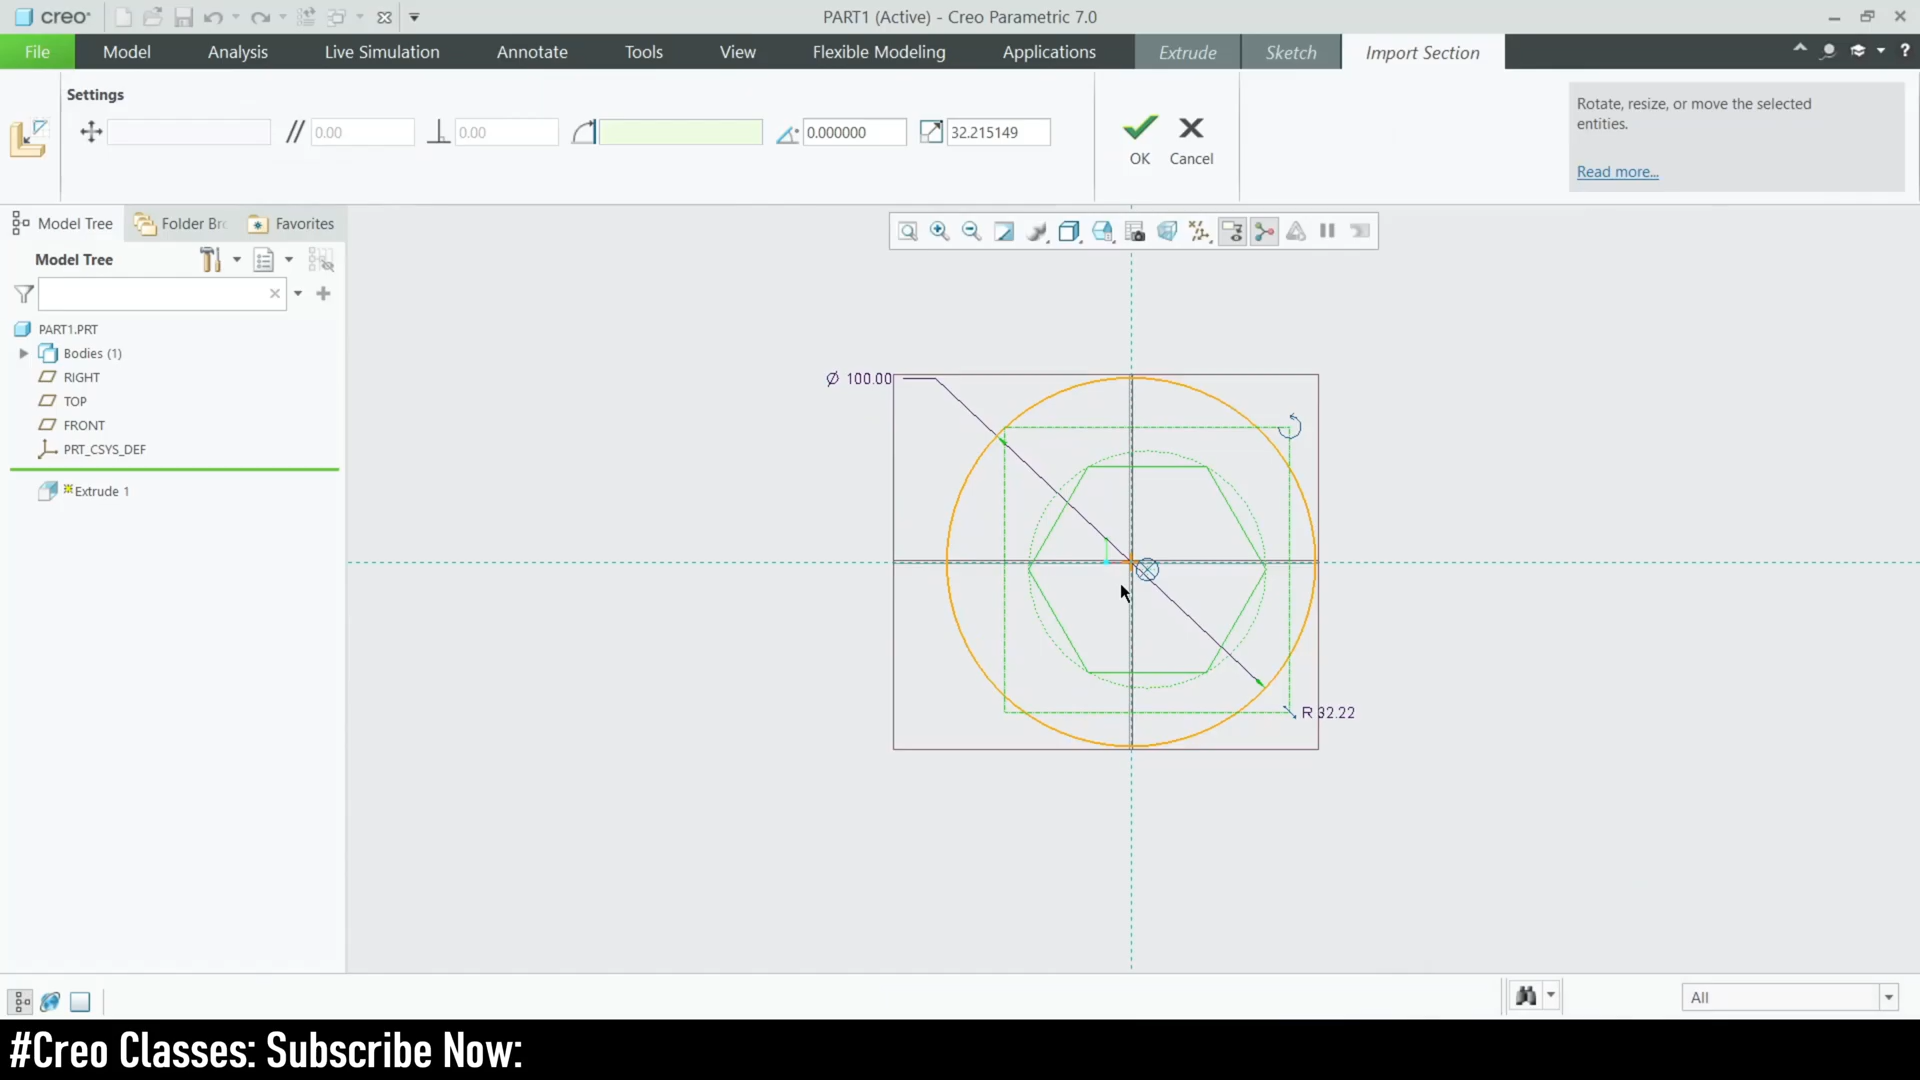 creo
PART1 (Active) - Creo Parametric 7.0
File
Model
Analysis
Live Simulation
Annotate
Tools
View
Flexible Modeling
Applications
Extrude
Sketch
Import Section
Settings
0.00
0.00
0.000000
32.215149
OK
Cancel
Rotate, resize, or move the selected
entities.
Read more...
Model Tree
Folder Br
Favorites
Model Tree
PART1.PRT
Bodies (1)
RIGHT
TOP
FRONT
PRT_CSYS_DEF
Extrude 1
Ø 100.00
R 32.22
All
#Creo Classes: Subscribe Now: